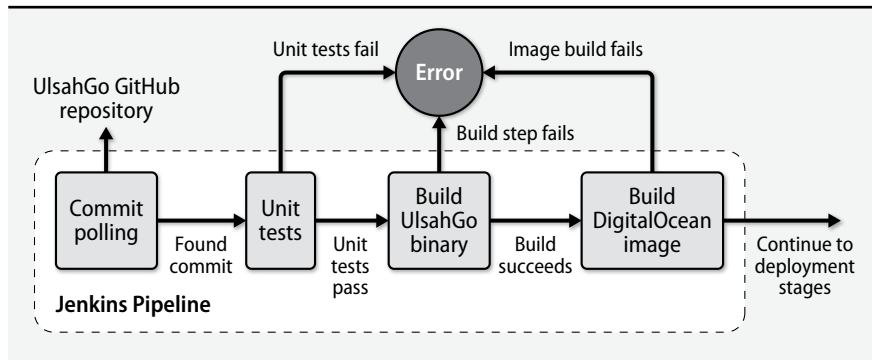 Unit tests fail
Error
Image build fails
UlsahGo GitHub
repository
Build step fails
Commit
polling
Found
commit
Unit
tests
Unit
tests
pass
Build
UlsahGo
binary
Build
succeeds
Build
DigitalOcean
image
Continue to
deployment
stages
Jenkins Pipeline